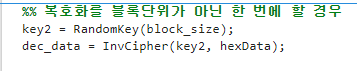 %% 복호화를 블록단위가 아닌 한 번에 할 경우
key2 = RandomKey(block_size);
dec_data = InvCipher(key2, hexData);